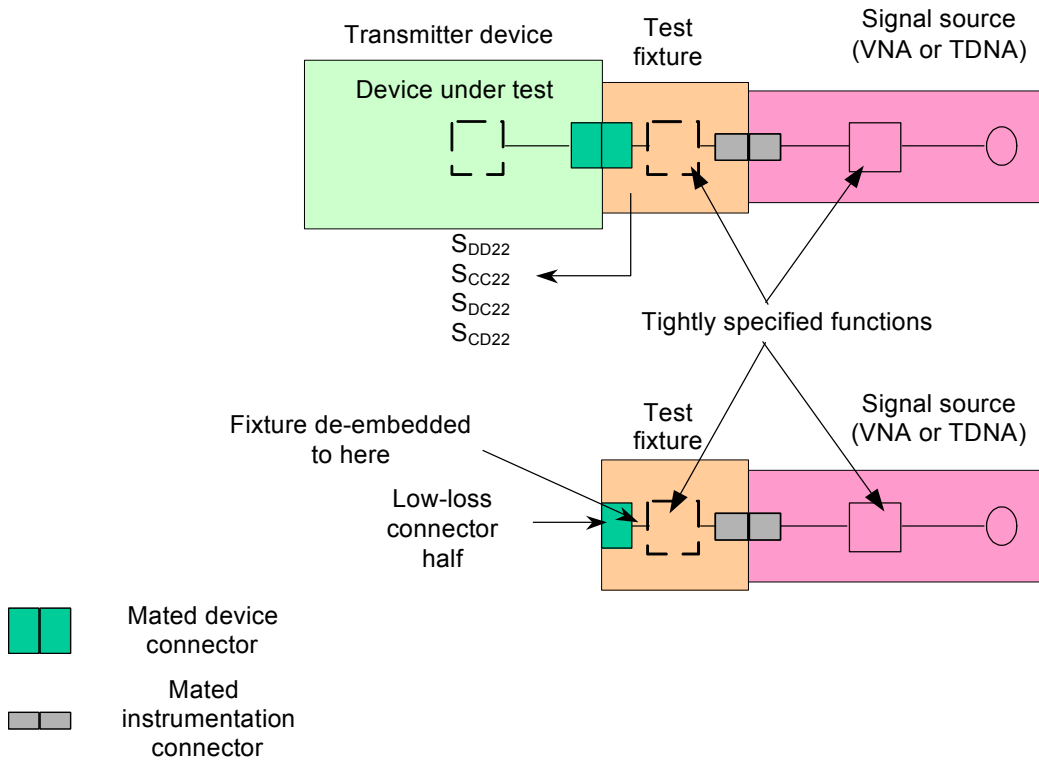 Transmitter device
Test
fixture
Signal source
(VNA or TDNA)
Device under test
SDD22
SCC22
SDC22
SCD22
Tightly specified functions
Fixture de-embedded
to here
Low-loss
connector
half
Test
fixture
Signal source
(VNA or TDNA)
Mated device
connector
Mated
instrumentation
connector